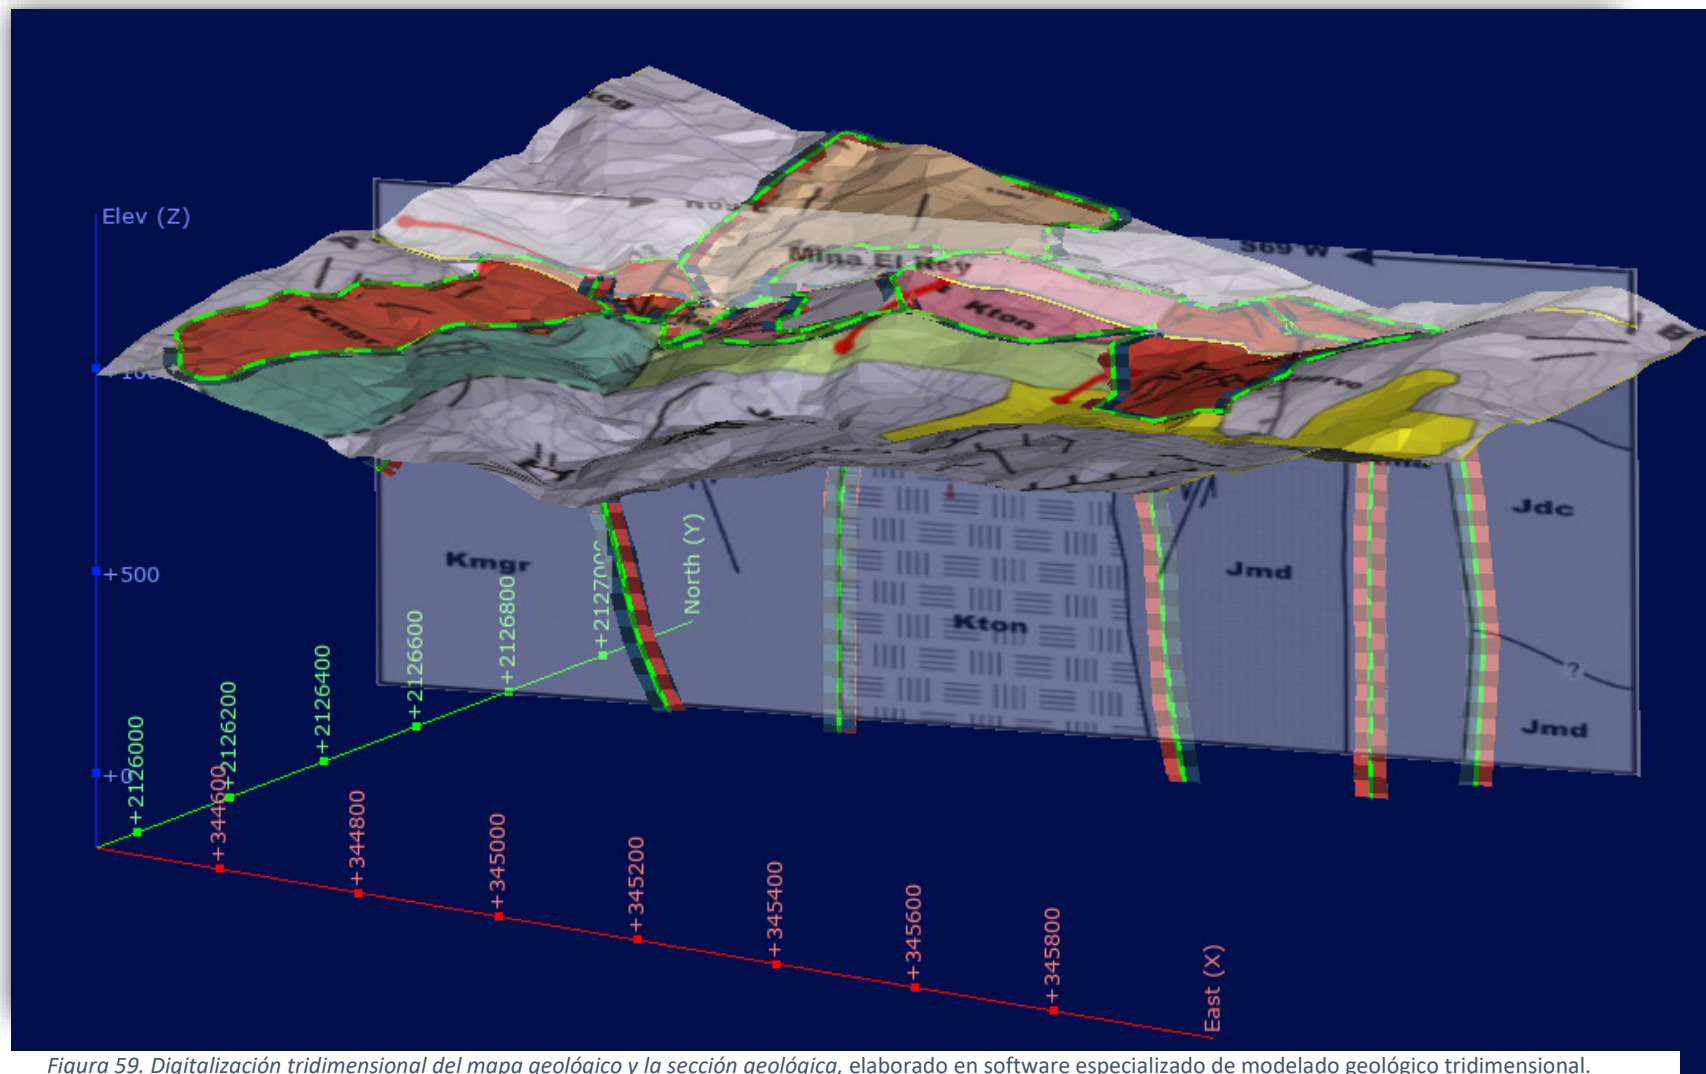 Elev (Z)
N69°E
S69°W
A
Mina El Rey
Kmgr
Kton
B
+500
+0
Kmgr
Kton
Jmd
Jdc
?
Jmd
North (Y)
+2127000
+2126800
+2126600
+2126400
+2126200
+2126000
+344600
+344800
+345000
+345200
+345400
+345600
+345800
East (X)
Figura 59. Digitalización tridimensional del mapa geológico y la sección geológica, elaborado en software especializado de modelado geológico tridimensional.